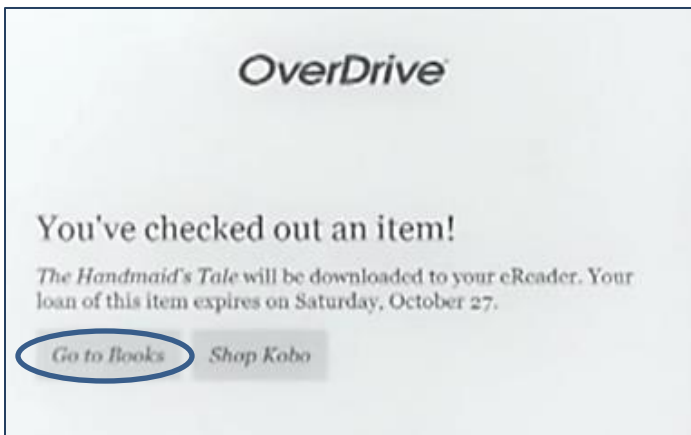 OverDrive
You've checked out an item!
The Handmaid's Tale will be downloaded to your eReader. Your
loan of this item expires on Saturday, October 27.
Go to Books Shop Kobo